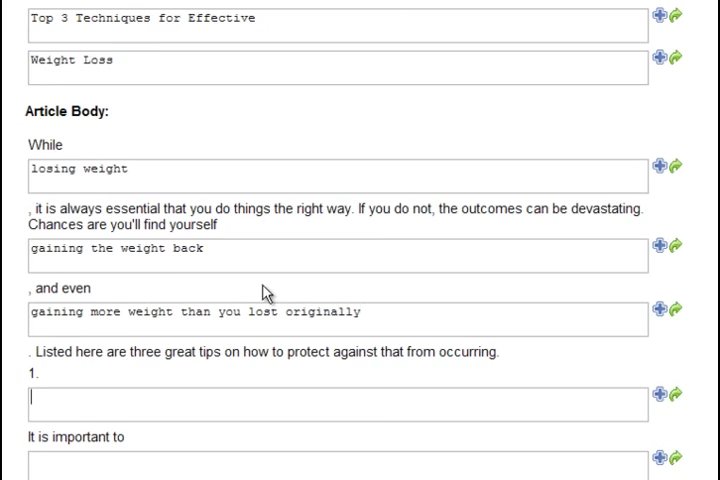 Top 3 Techniques for Effective
Weight Loss
Article Body:
While
losing weight
, it is always essential that you do things the right way. If you do not, the outcomes can be devastating.
Chances are you'll find yourself
gaining the weight back
, and even
gaining more weight than you lost originally
. Listed here are three great tips on how to protect against that from occurring.
1.
It is important to